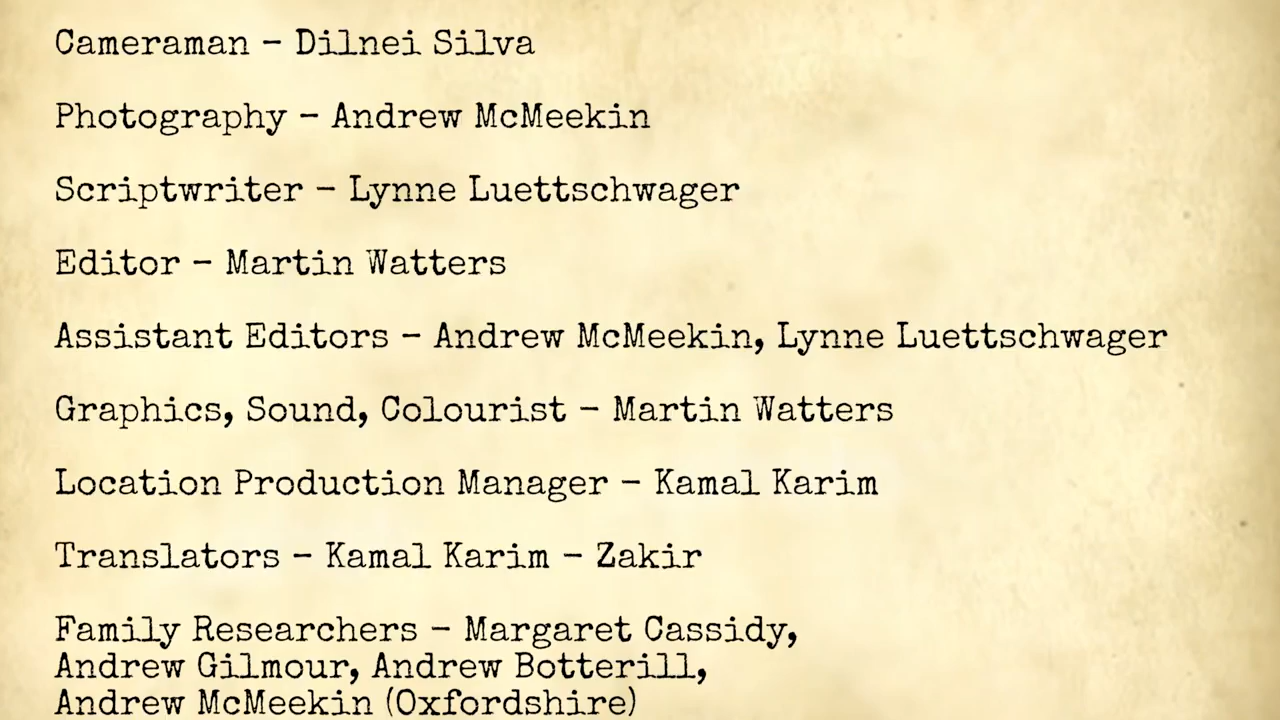 Cameraman - Dilnei Silva
Photography - Andrew McMeekin
Scriptwriter - Lynne Luettschwager
Editor - Martin Watters
Assistant Editors - Andrew McMeekin, Lynne Luettschwager
Graphics, Sound, Colourist - Martin Watters
Location Production Manager - Kamal Karim
Translators - Kamal Karim - Zakir
Family Researchers - Margaret Cassidy,
Andrew Gilmour, Andrew Botterill,
Andrew McMeekin (Oxfordshire)